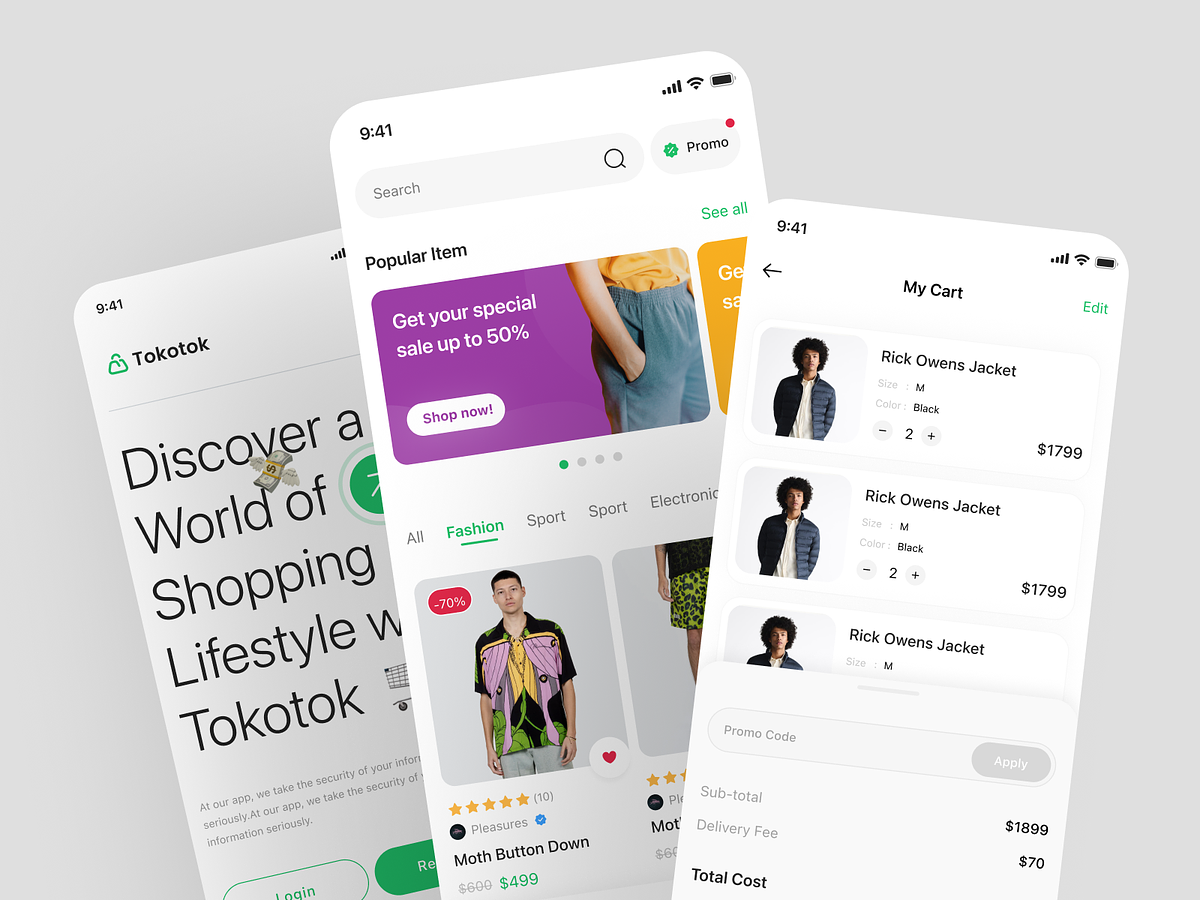 9:41
Tokotok
Discover a
World of
Shopping
Lifestyle w
Tokotok
At our app, we take the security of your infor
seriously.At our app, we take the security of y
information seriously.
Login
Re
9:41
Search
Promo
Popular Item
See all
Get your special
sale up to 50%
Shop now!
Ge
sa
All
Fashion
Sport
Sport
Electronic
-70%
(10)
Pleasures
Moth Button Down
$600 $499
Ple
Moth
$60
9:41
My Cart
Edit
Rick Owens Jacket
Size : M
Color : Black
− 2 +
$1799
Rick Owens Jacket
Size : M
Color : Black
− 2 +
$1799
Rick Owens Jacket
Size : M
Promo Code
Apply
Sub-total
$1899
Delivery Fee
$70
Total Cost